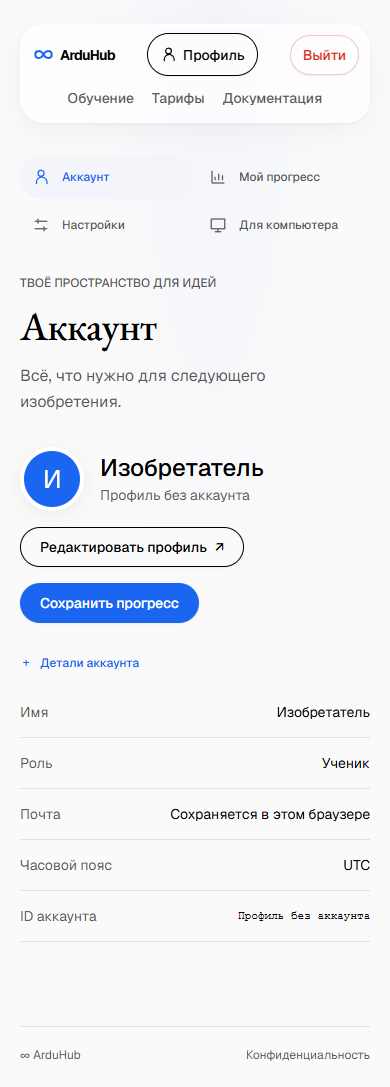 ArduHub
Профиль
Выйти
Обучение Тарифы Документация
Аккаунт
Мой прогресс
Настройки
Для компьютера
ТВОЁ ПРОСТРАНСТВО ДЛЯ ИДЕЙ
Аккаунт
Всё, что нужно для следующего
изобретения.
И
Изобретатель
Профиль без аккаунта
Редактировать профиль ↗
Сохранить прогресс
+ Детали аккаунта
Имя Изобретатель
Роль Ученик
Почта Сохраняется в этом браузере
Часовой пояс UTC
ID аккаунта Профиль без аккаунта
∞ ArduHub Конфиденциальность